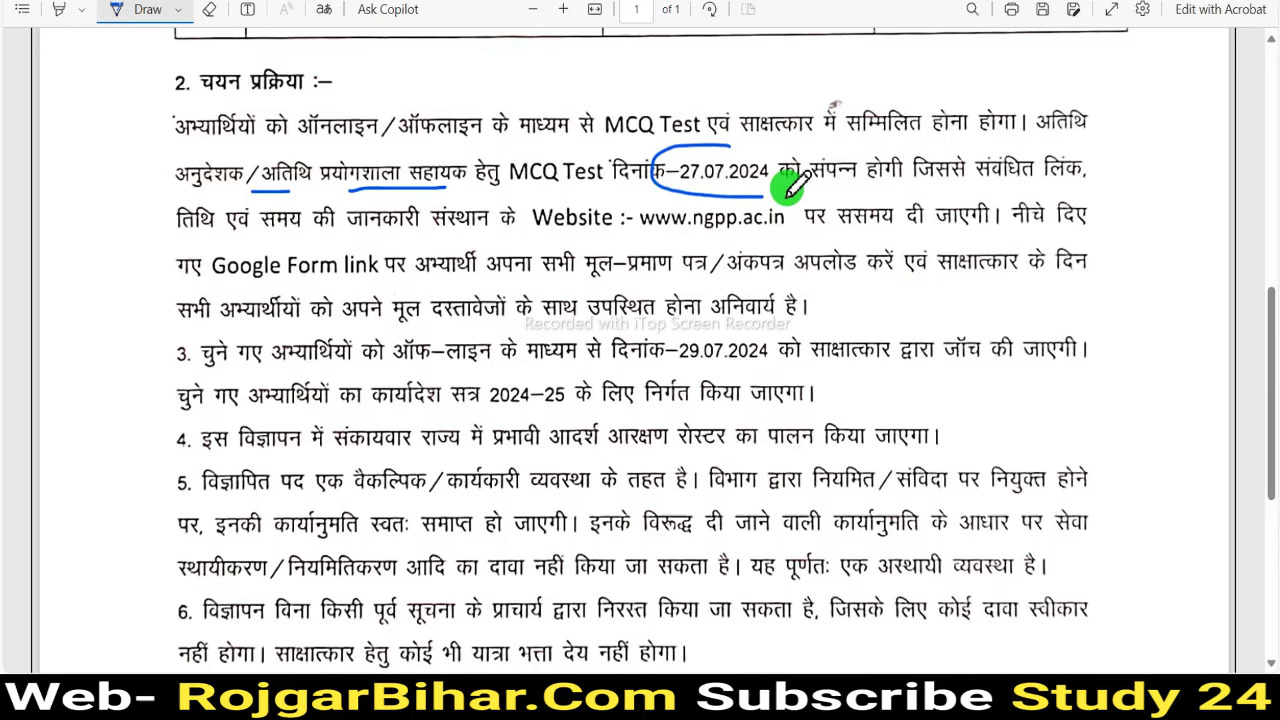 Draw
Ask Copilot
1 of 1
Edit with Acrobat
2. चयन प्रक्रिया :–
अभ्यार्थियों को ऑनलाइन/ऑफलाइन के माध्यम से MCQ Test एवं साक्षत्कार में सम्मिलित होना होगा। अतिथि
अनुदेशक/अतिथि प्रयोगशाला सहायक हेतु MCQ Test दिनांक–27.07.2024 को संपन्न होगी जिससे संबंधित लिंक,
तिथि एवं समय की जानकारी संस्थान के Website :- www.ngpp.ac.in पर ससमय दी जाएगी। नीचे दिए
गए Google Form link पर अभ्यार्थी अपना सभी मूल–प्रमाण पत्र/अंकपत्र अपलोड करें एवं साक्षात्कार के दिन
सभी अभ्यार्थीयों को अपने मूल दस्तावेजों के साथ उपस्थित होना अनिवार्य है।
Recorded with iTop Screen Recorder
3. चुने गए अभ्यार्थियों को ऑफ–लाइन के माध्यम से दिनांक–29.07.2024 को साक्षात्कार द्वारा जॉच की जाएगी।
चुने गए अभ्यार्थियों का कार्यादेश सत्र 2024–25 के लिए निर्गत किया जाएगा।
4. इस विज्ञापन में संकायवार राज्य में प्रभावी आदर्श आरक्षण रोस्टर का पालन किया जाएगा।
5. विज्ञापित पद एक वैकल्पिक/कार्यकारी व्यवस्था के तहत है। विभाग द्वारा नियमित/संविदा पर नियुक्त होने
पर, इनकी कार्यानुमति स्वतः समाप्त हो जाएगी। इनके विरूद्ध दी जाने वाली कार्यानुमति के आधार पर सेवा
स्थायीकरण/नियमितिकरण आदि का दावा नहीं किया जा सकता है। यह पूर्णतः एक अस्थायी व्यवस्था है।
6. विज्ञापन विना किसी पूर्व सूचना के प्राचार्य द्वारा निरस्त किया जा सकता है, जिसके लिए कोई दावा स्वीकार
नहीं होगा। साक्षात्कार हेतु कोई भी यात्रा भत्ता देय नहीं होगा।
Web- RojgarBihar.Com Subscribe Study 24